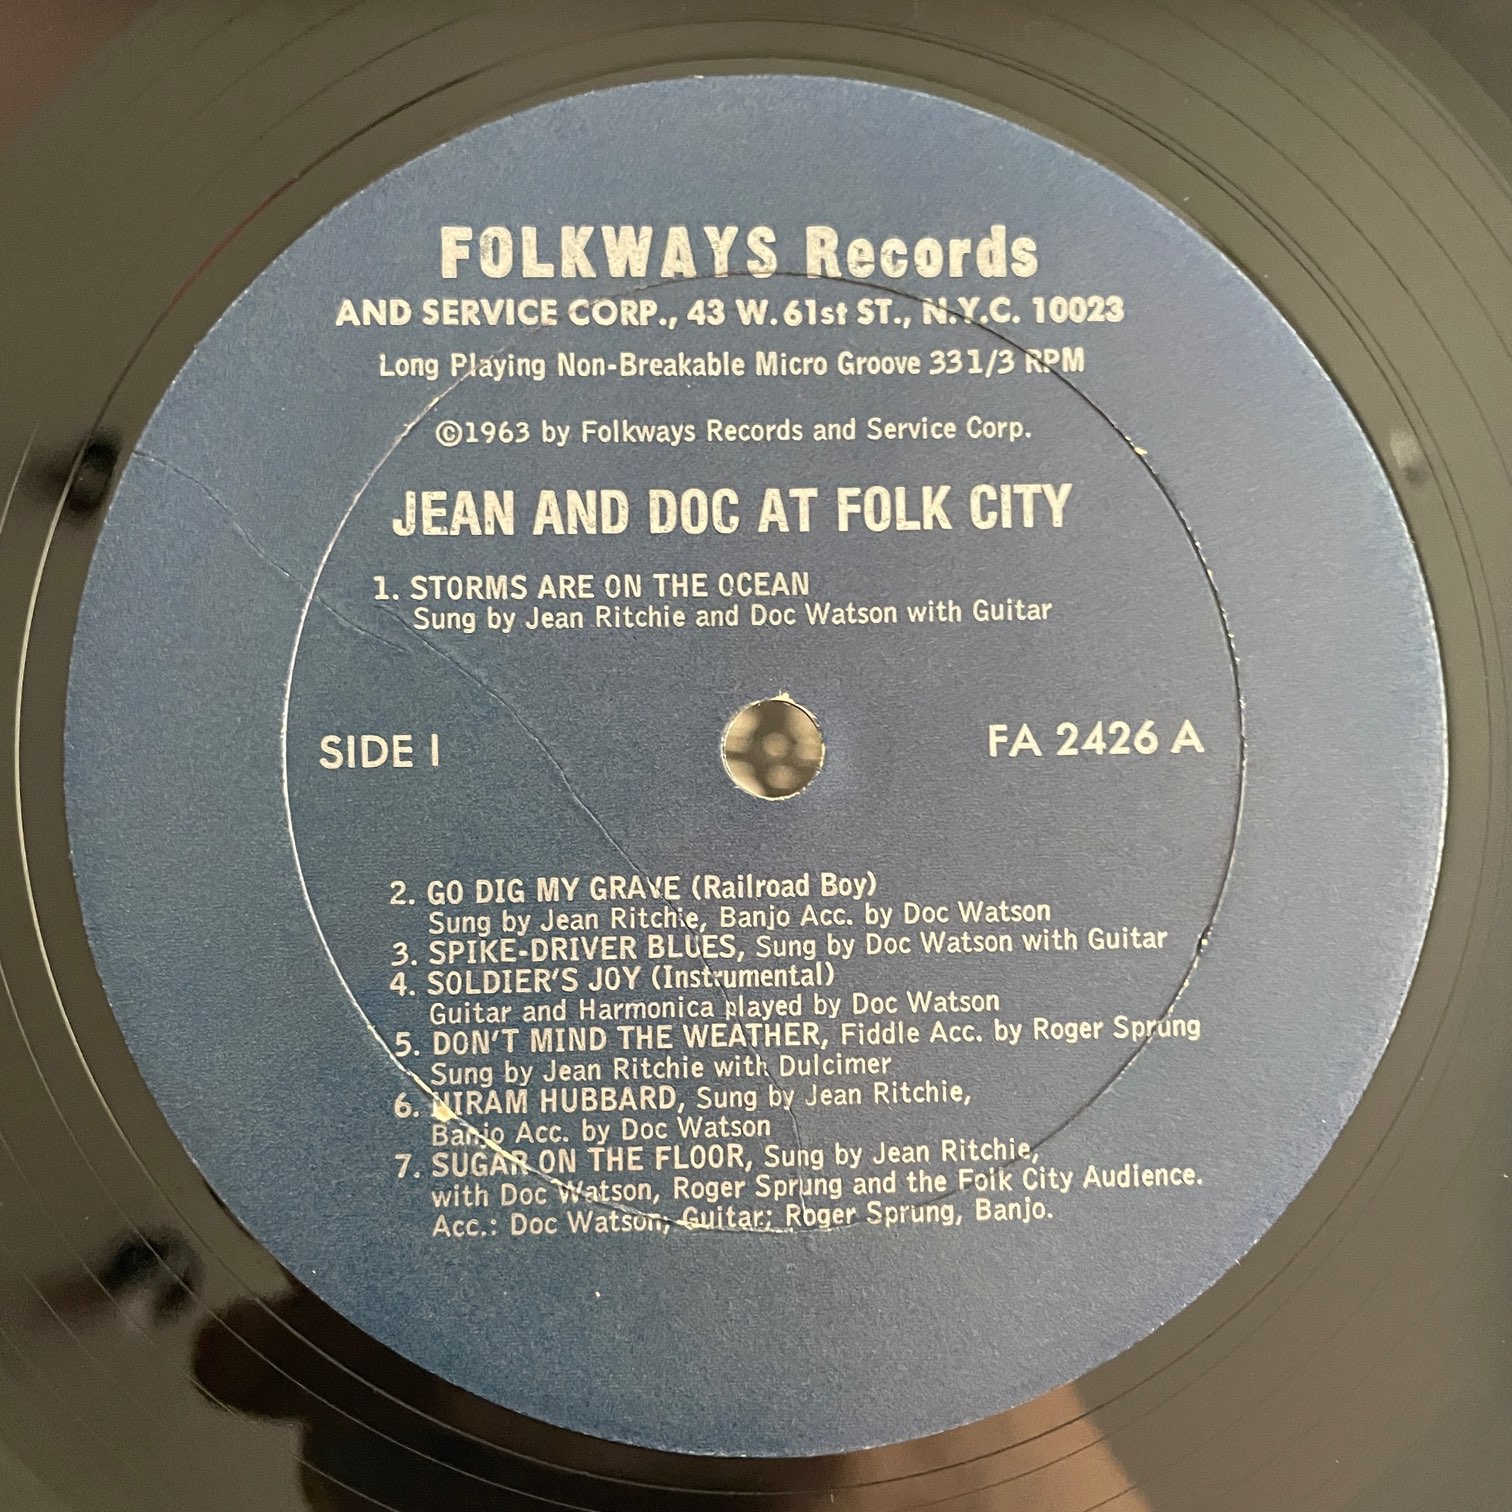 FOLKWAYS Records
AND SERVICE CORP., 43 W. 61st ST., N.Y.C. 10023
Long Playing Non-Breakable Micro Groove 33 1/3 RPM
©1963 by Folkways Records and Service Corp.
JEAN AND DOC AT FOLK CITY
1. STORMS ARE ON THE OCEAN
Sung by Jean Ritchie and Doc Watson with Guitar
SIDE I
FA 2426 A
2. GO DIG MY GRAVE (Railroad Boy)
Sung by Jean Ritchie, Banjo Acc. by Doc Watson
3. SPIKE-DRIVER BLUES, Sung by Doc Watson with Guitar
4. SOLDIER'S JOY (Instrumental)
Guitar and Harmonica played by Doc Watson
5. DON'T MIND THE WEATHER, Fiddle Acc. by Roger Sprung
Sung by Jean Ritchie with Dulcimer
6. HIRAM HUBBARD, Sung by Jean Ritchie,
Banjo Acc. by Doc Watson
7. SUGAR ON THE FLOOR, Sung by Jean Ritchie,
with Doc Watson, Roger Sprung and the Folk City Audience.
Acc.: Doc Watson, Guitar; Roger Sprung, Banjo.